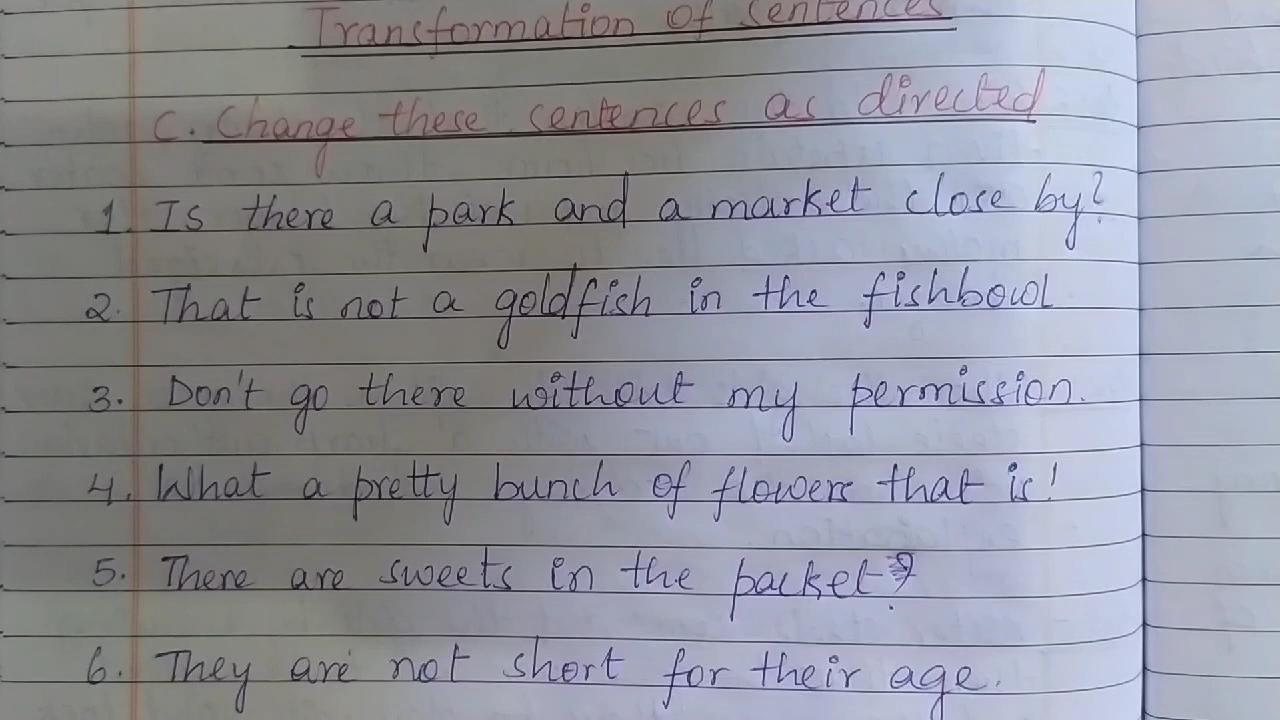 Transformation of Sentences
C. Change these sentences as directed
1. Is there a park and a market close by?
2. That is not a goldfish in the fishbowl
3. Don't go there without my permission.
4. What a pretty bunch of flowers that is!
5. There are sweets in the packet?
6. They are not short for their age.